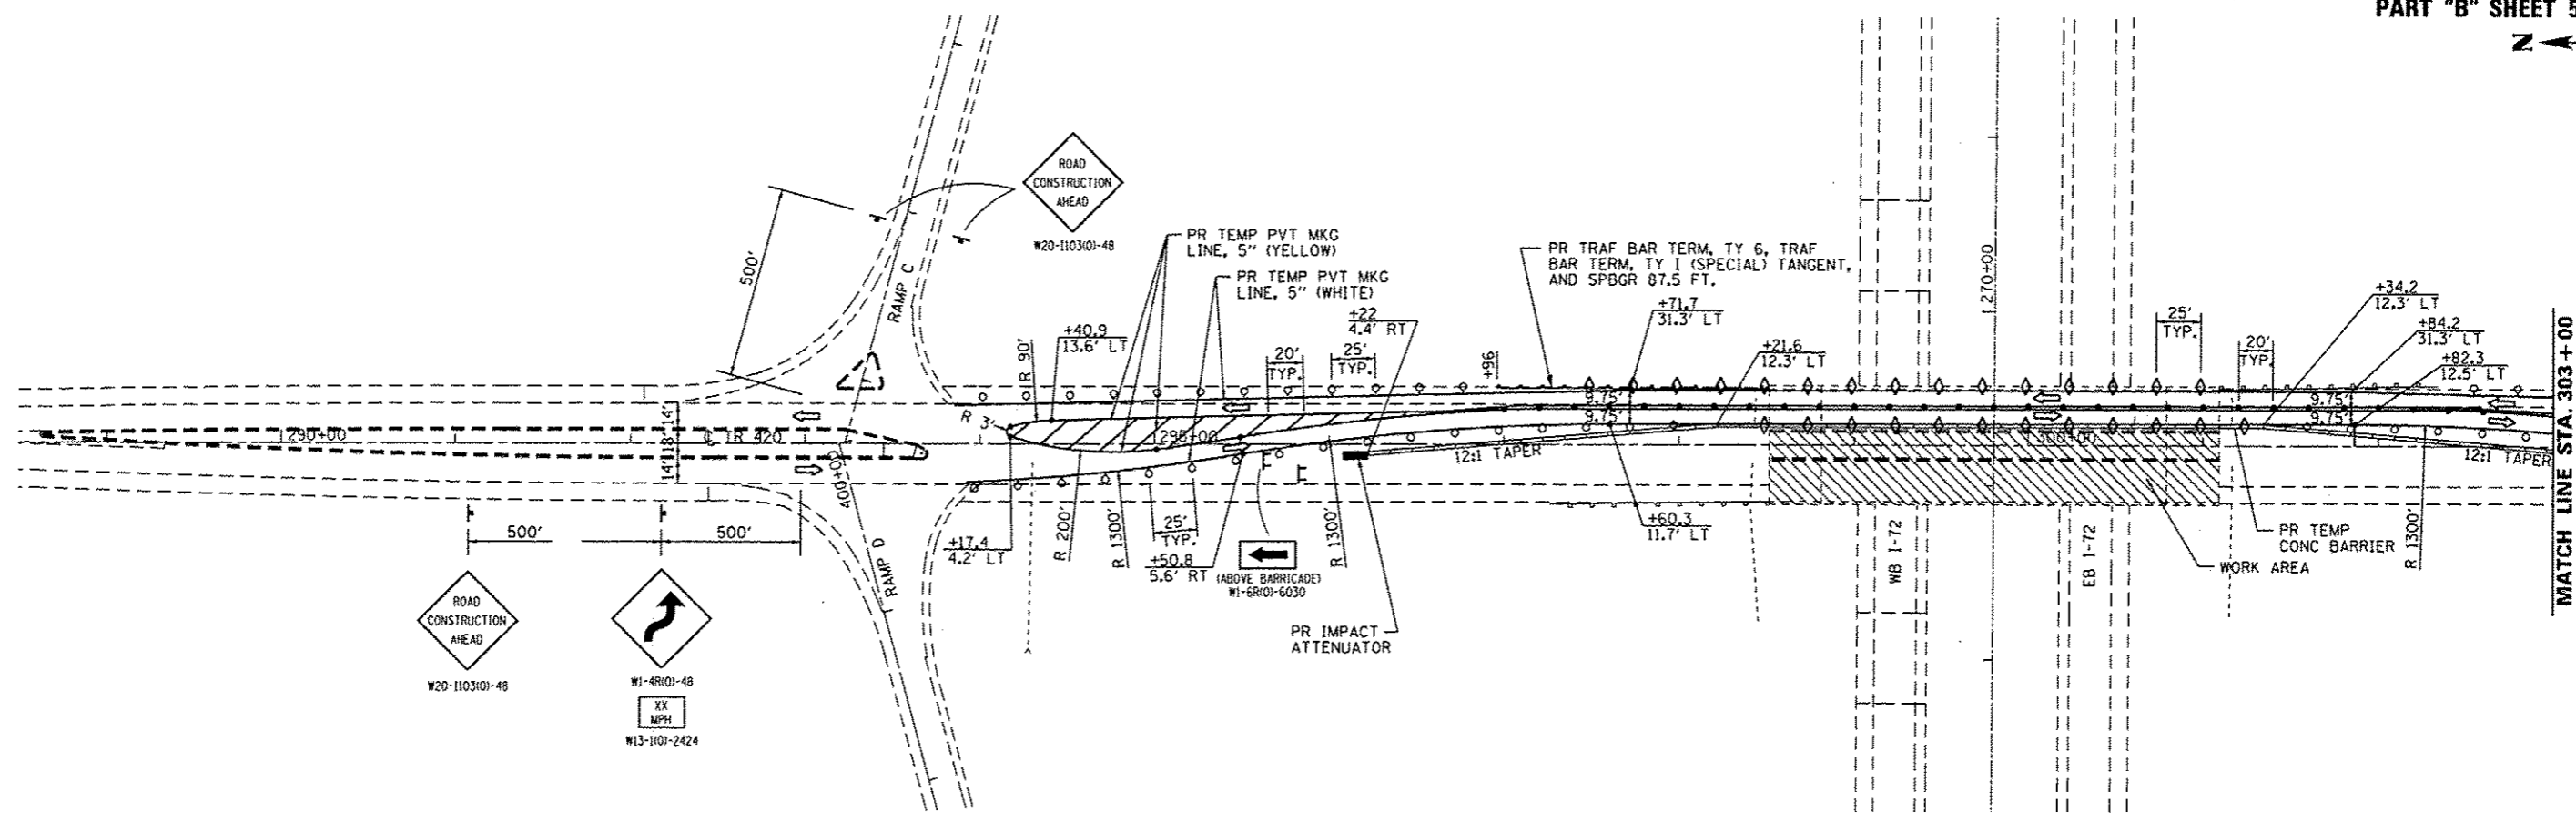 PART "B" SHEET 5
N
ROAD
CONSTRUCTION
AHEAD
W20-I103(0)-48
500'
RAMP C
PR TEMP PVT MKG
LINE, 5" (YELLOW)
PR TEMP PVT MKG
LINE, 5" (WHITE)
PR TRAF BAR TERM, TY 6, TRAF
BAR TERM, TY I (SPECIAL) TANGENT,
AND SPBGR 87.5 FT.
1270+00
+40.9
13.6' LT
R 90'
R 3'
+22
4.4' RT
20'
TYP.
25'
TYP.
+96
+71.7
31.3' LT
+21.6
12.3' LT
25'
TYP.
20'
TYP.
+34.2
12.3' LT
+84.2
31.3' LT
+82.3
12.5' LT
MATCH LINE STA 303+00
9.75'
9.75'
9.75'
9.75'
14'
18'
14'
290+00
℄ TR 420
295+00
300+00
12:1 TAPER
12:1 TAPER
400+00
RAMP D
500'
500'
+17.4
4.2' LT
R 200'
R 1300'
25'
TYP.
+50.8
5.6' RT
(ABOVE BARRICADE)
W1-6R(0)-6030
R 1300'
+60.3
11.7' LT
WB I-72
EB I-72
PR TEMP
CONC BARRIER
R 1300'
WORK AREA
PR IMPACT
ATTENUATOR
ROAD
CONSTRUCTION
AHEAD
W20-I103(0)-48
W1-4R(0)-48
XX
MPH
W13-1(0)-2424